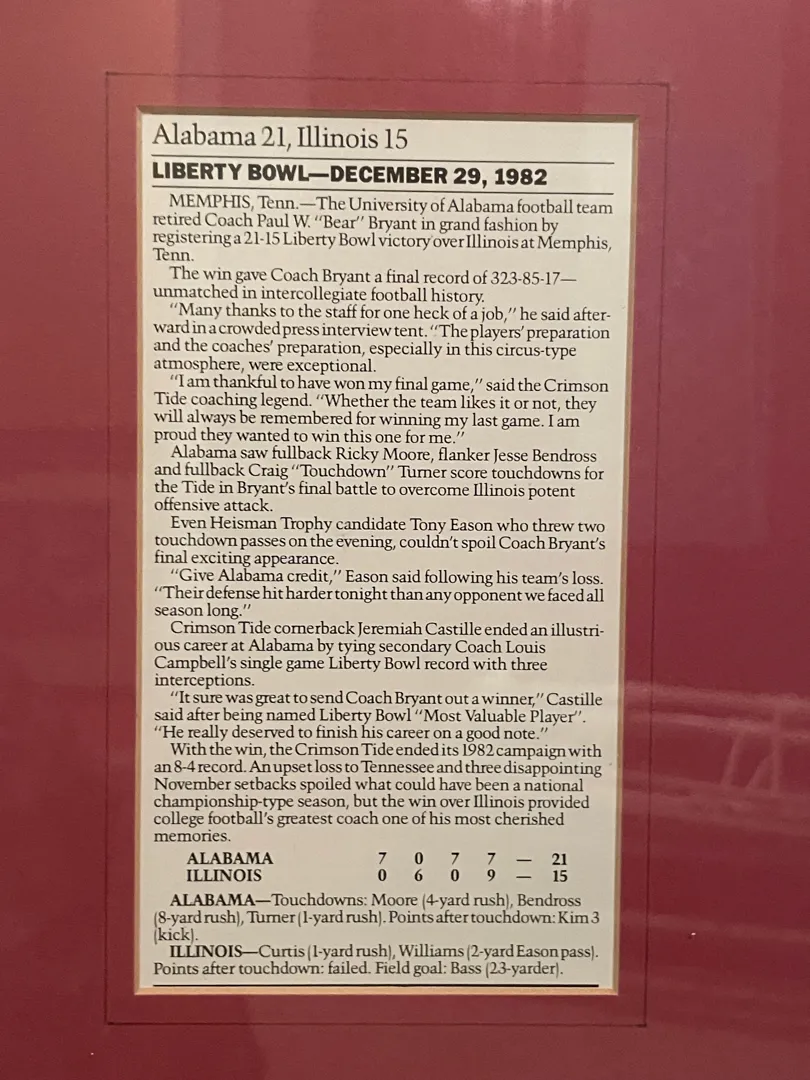 Alabama 21, Illinois 15
LIBERTY BOWL—DECEMBER 29, 1982
MEMPHIS, Tenn.—The University of Alabama football team
retired Coach Paul W. "Bear" Bryant in grand fashion by
registering a 21-15 Liberty Bowl victory over Illinois at Memphis,
Tenn.
The win gave Coach Bryant a final record of 323-85-17—
unmatched in intercollegiate football history.
"Many thanks to the staff for one heck of a job," he said after-
ward in a crowded press interview tent. "The players' preparation
and the coaches' preparation, especially in this circus-type
atmosphere, were exceptional.
"I am thankful to have won my final game," said the Crimson
Tide coaching legend. "Whether the team likes it or not, they
will always be remembered for winning my last game. I am
proud they wanted to win this one for me."
Alabama saw fullback Ricky Moore, flanker Jesse Bendross
and fullback Craig "Touchdown" Turner score touchdowns for
the Tide in Bryant's final battle to overcome Illinois potent
offensive attack.
Even Heisman Trophy candidate Tony Eason who threw two
touchdown passes on the evening, couldn't spoil Coach Bryant's
final exciting appearance.
"Give Alabama credit," Eason said following his team's loss.
"Their defense hit harder tonight than any opponent we faced all
season long."
Crimson Tide cornerback Jeremiah Castille ended an illustri-
ous career at Alabama by tying secondary Coach Louis
Campbell's single game Liberty Bowl record with three
interceptions.
"It sure was great to send Coach Bryant out a winner," Castille
said after being named Liberty Bowl "Most Valuable Player".
"He really deserved to finish his career on a good note."
With the win, the Crimson Tide ended its 1982 campaign with
an 8-4 record. An upset loss to Tennessee and three disappointing
November setbacks spoiled what could have been a national
championship-type season, but the win over Illinois provided
college football's greatest coach one of his most cherished
memories.
ALABAMA 7 0 7 7 — 21
ILLINOIS 0 6 0 9 — 15
ALABAMA—Touchdowns: Moore (4-yard rush), Bendross
(8-yard rush), Turner (1-yard rush). Points after touchdown: Kim 3
(kick).
ILLINOIS—Curtis (1-yard rush), Williams (2-yard Eason pass).
Points after touchdown: failed. Field goal: Bass (23-yarder).